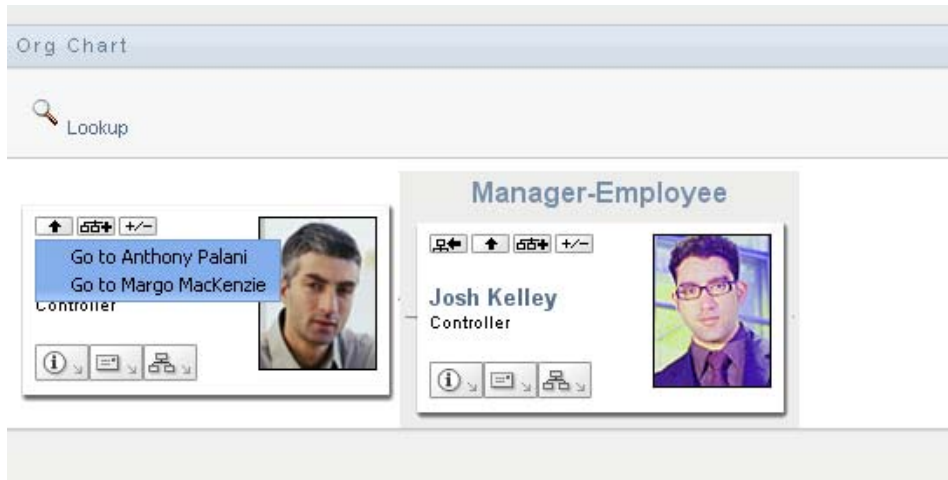 Org Chart
Lookup
Manager-Employee
+/-
Go to Anthony Palani
Go to Margo MacKenzie
Controller
+/-
Josh Kelley
Controller